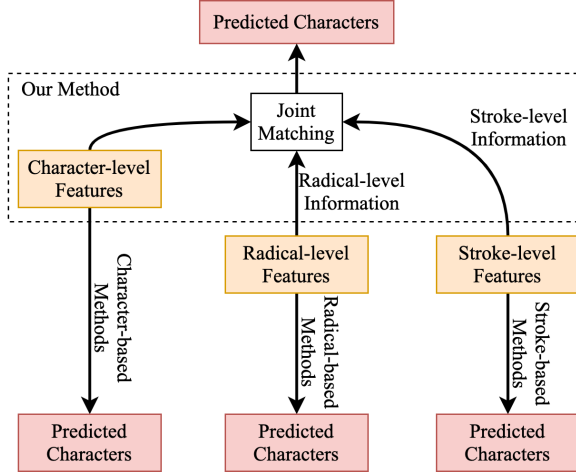 Predicted Characters
Our Method
Joint
Matching
Stroke-level
Information
Character-level
Features
Radical-level
Information
Radical-level
Features
Stroke-level
Features
Character-based
Methods
Radical-based
Methods
Stroke-based
Methods
Predicted
Characters
Predicted
Characters
Predicted
Characters